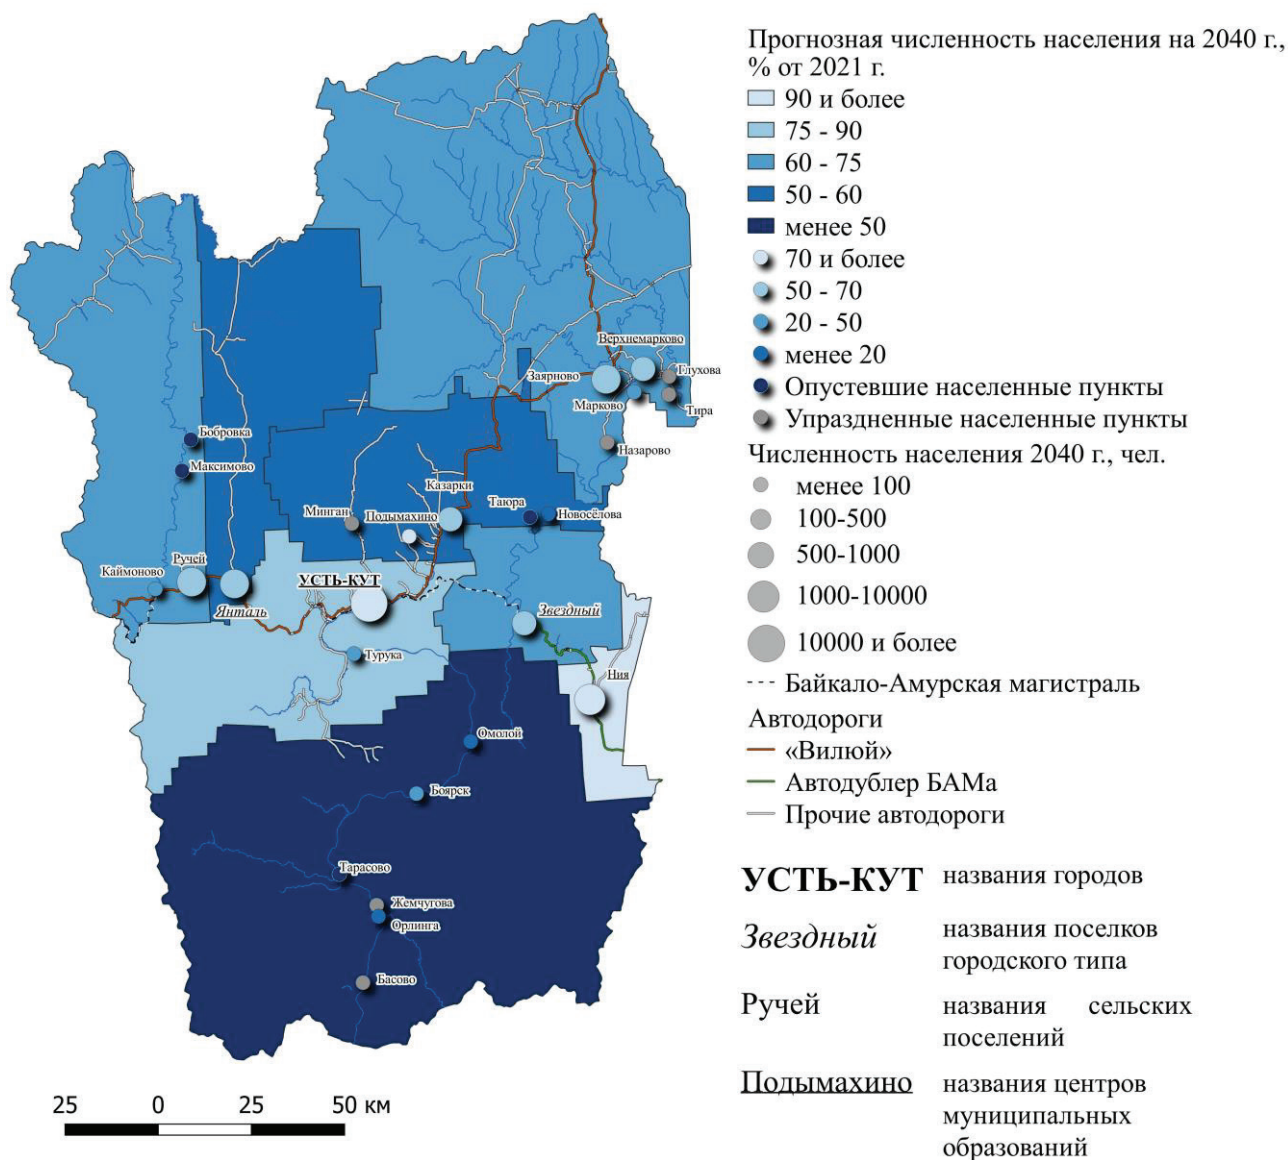 Прогнозная численность населения на 2040 г.,
% от 2021 г.
90 и более
75 - 90
60 - 75
50 - 60
менее 50
70 и более
50 - 70
20 - 50
менее 20
Опустевшие населенные пункты
Упраздненные населенные пункты
Численность населения 2040 г., чел.
менее 100
100-500
500-1000
1000-10000
10000 и более
Байкало-Амурская магистраль
Автодороги
«Вилюй»
Автодублер БАМа
Прочие автодороги
УСТЬ-КУТ названия городов
Звездный названия поселков
городского типа
Ручей названия сельских
поселений
Подымахино названия центров
муниципальных
образований
Верхнемарково
Заярново
Глухова
Марково
Тира
Назарово
Бобровка
Максимово
Казарки
Минган
Подымахино
Таюра
Новосёлова
Ручей
Каймоново
УСТЬ-КУТ
Янталь
Звездный
Турука
Ния
Омолой
Боярск
Тарасово
Жемчугова
Орлинга
Басово
25 0 25 50 км